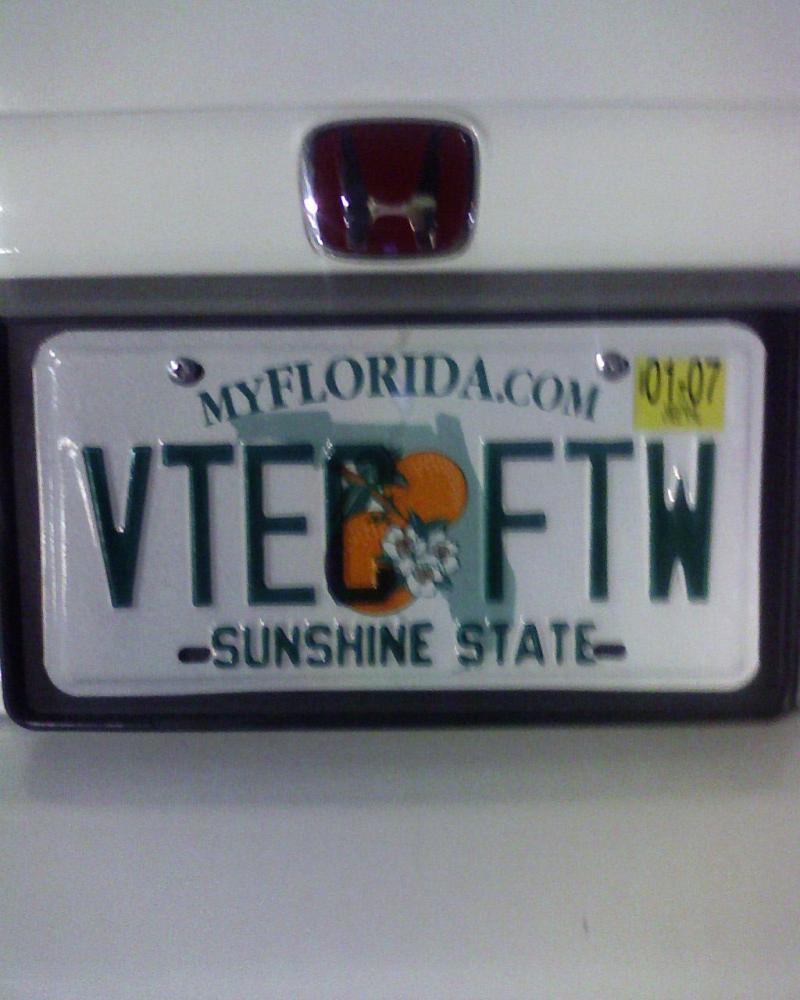 MYFLORIDA.COM
01-07
VTEC FTW
SUNSHINE STATE